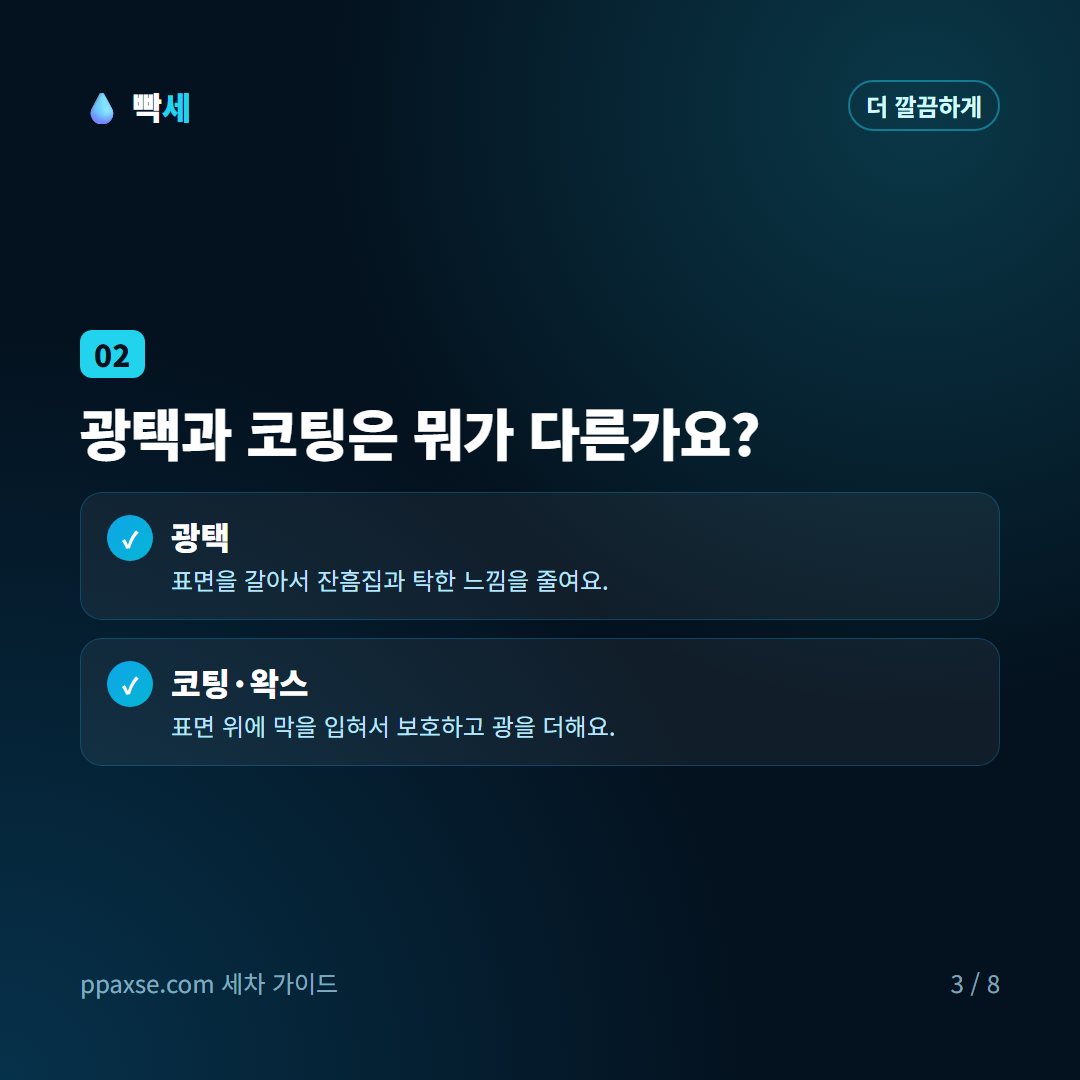 빡세
더 깔끔하게
02
광택과 코팅은 뭐가 다른가요?
✓ 광택
표면을 갈아서 잔흠집과 탁한 느낌을 줄여요.
✓ 코팅·왁스
표면 위에 막을 입혀서 보호하고 광을 더해요.
ppaxse.com 세차 가이드
3 / 8